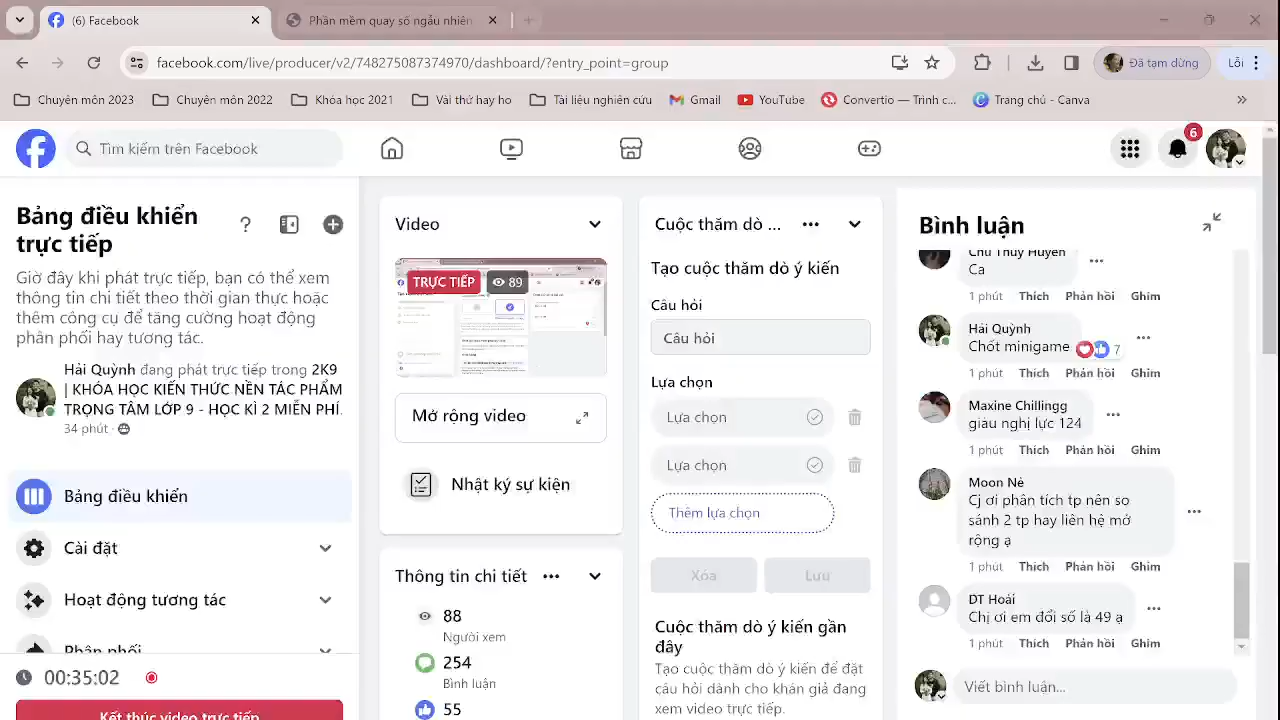 (6) Facebook
Phần mềm quay số ngẫu nhiên
facebook.com/live/producer/v2/748275087374970/dashboard/?entry_point=group
Đã tạm dừng
Lỗi
Chuyên môn 2023
Chuyên môn 2022
Khóa học 2021
Vài thứ hay ho
Tài liệu nghiên cứu
Gmail
YouTube
Convertio — Trình c...
Trang chủ - Canva
Tìm kiếm trên Facebook
6
Bảng điều khiển
trực tiếp
Giờ đây khi phát trực tiếp, bạn có thể xem
thông tin chi tiết theo thời gian thực hoặc
thêm công cụ để tăng cường hoạt động
phân phối hay tương tác.
Hải Quỳnh đang phát trực tiếp trong 2K9
| KHÓA HỌC KIẾN THỨC NỀN TÁC PHẨM
TRỌNG TÂM LỚP 9 - HỌC KÌ 2 MIỄN PHÍ.
34 phút ·
Bảng điều khiển
Cài đặt
Hoạt động tương tác
Phân phối
00:35:02
Kết thúc video trực tiếp
Video
TRỰC TIẾP
89
Mở rộng video
Nhật ký sự kiện
Thông tin chi tiết
88
Người xem
254
Bình luận
55
Cuộc thăm dò ...
Tạo cuộc thăm dò ý kiến
Câu hỏi
Câu hỏi
Lựa chọn
Lựa chọn
Lựa chọn
Thêm lựa chọn
Xóa
Lưu
Cuộc thăm dò ý kiến gần
đây
Tạo cuộc thăm dò ý kiến để đặt
câu hỏi dành cho khán giả đang
xem video trực tiếp.
Bình luận
Chu Thuý Huyền
Ca
1 phút Thích Phản hồi Ghim
Hải Quỳnh
Chốt minigame
7
1 phút Thích Phản hồi Ghim
Maxine Chillingg
giàu nghị lực 124
1 phút Thích Phản hồi Ghim
Moon Nè
Cj ơi phân tích tp nên so
sánh 2 tp hay liên hệ mở
rộng ạ
1 phút Thích Phản hồi Ghim
DT Hoái
Chị ơi em đổi số là 49 ạ
1 phút Thích Phản hồi Ghim
Viết bình luận...